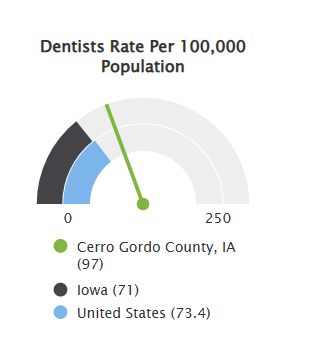 Dentists Rate Per 100,000
Population
0
250
Cerro Gordo County, IA
(97)
Iowa (71)
United States (73.4)